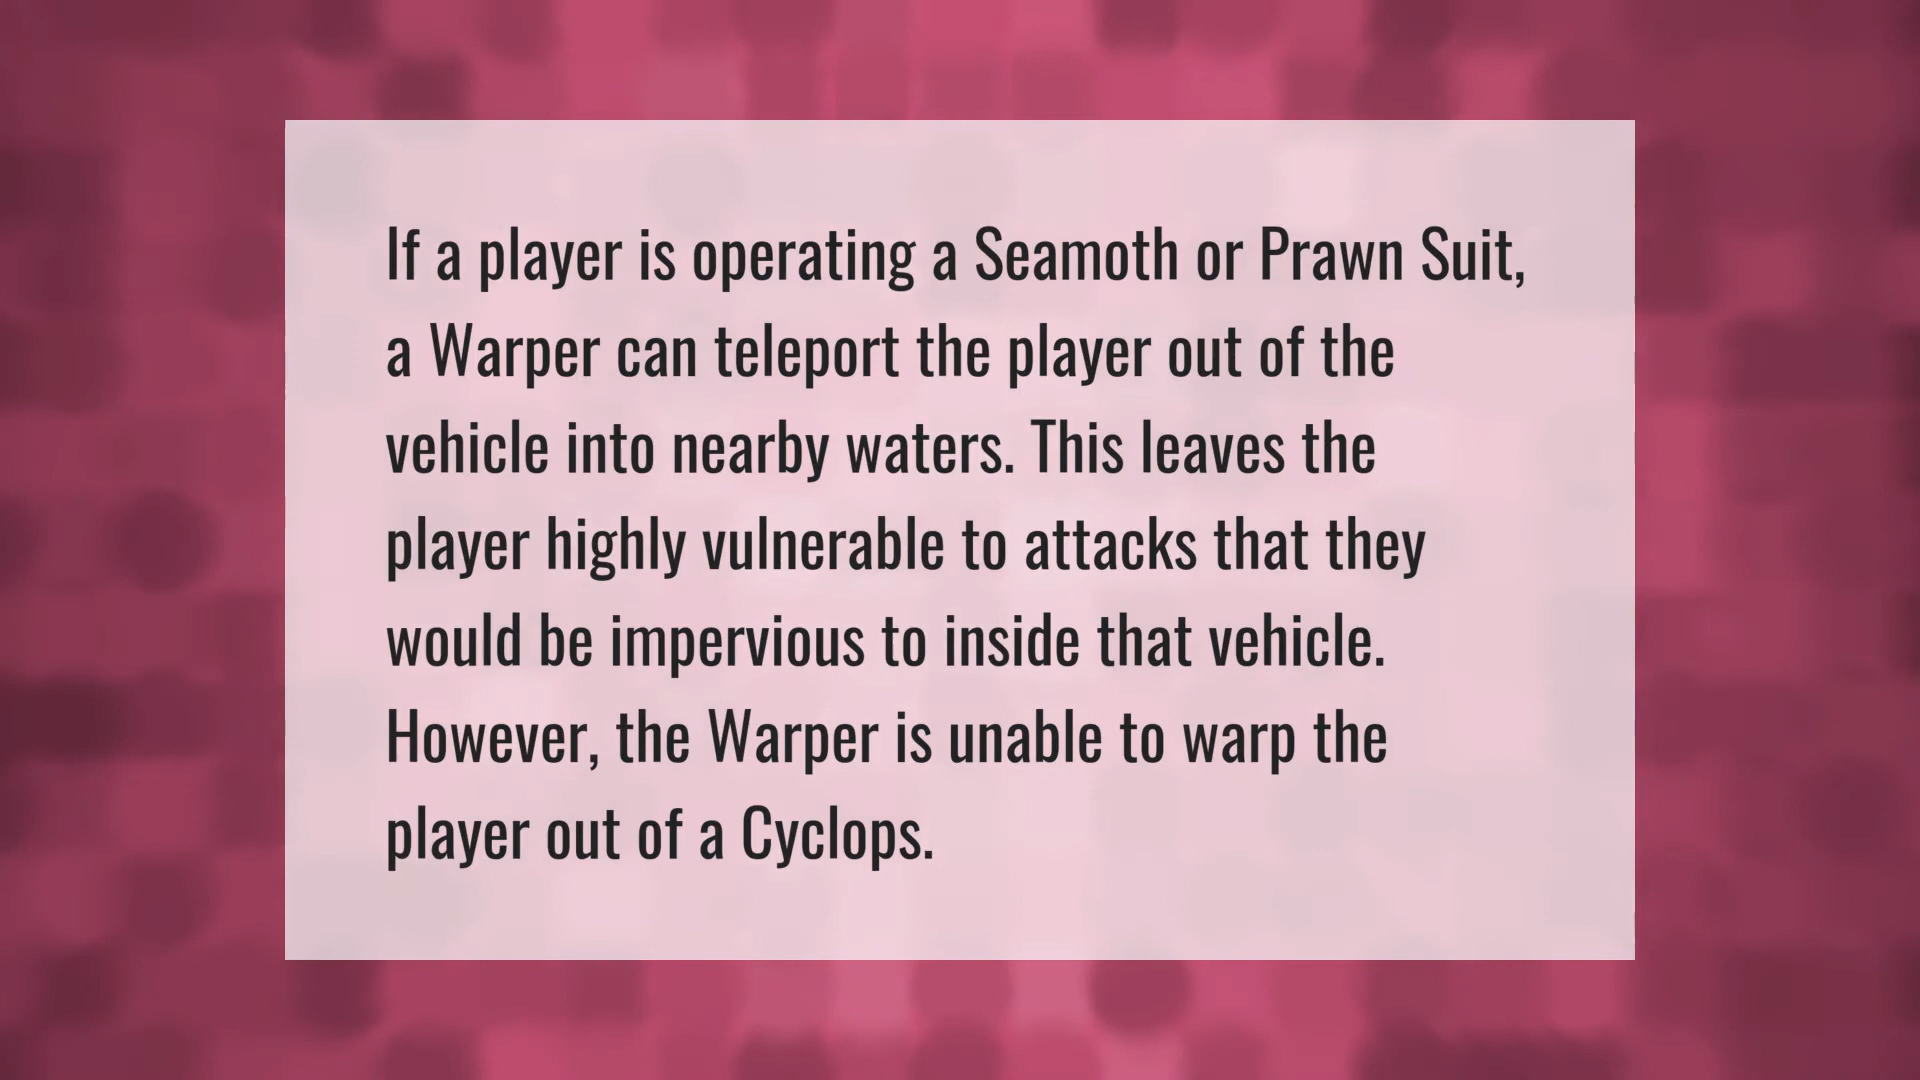 If a player is operating a Seamoth or Prawn Suit,
a Warper can teleport the player out of the
vehicle into nearby waters. This leaves the
player highly vulnerable to attacks that they
would be impervious to inside that vehicle.
However, the Warper is unable to warp the
player out of a Cyclops.